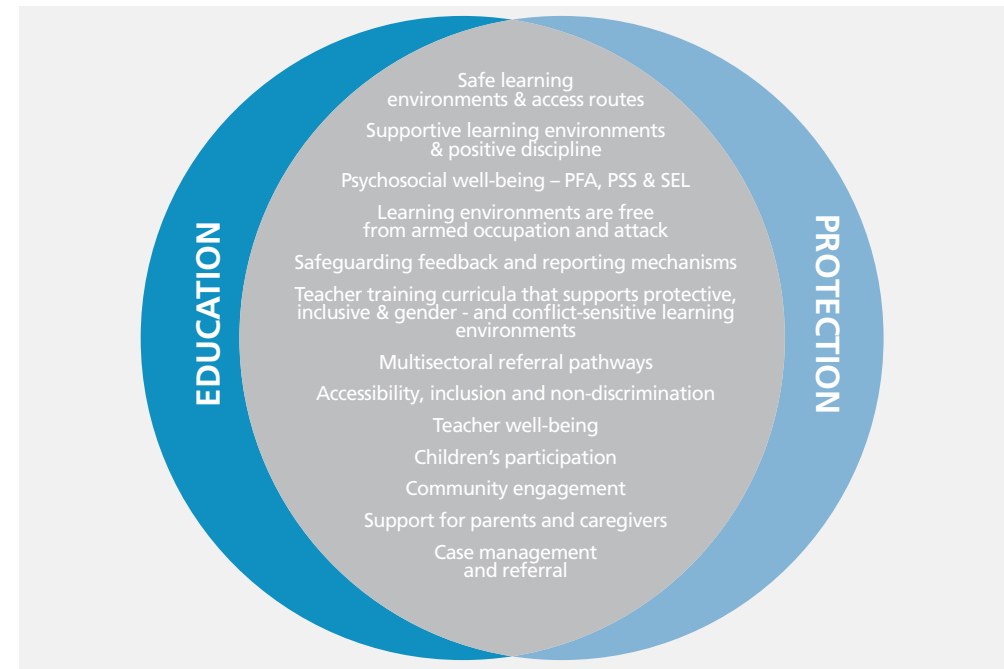 EDUCATION
Safe learning
environments & access routes
Supportive learning environments
& positive discipline
Psychosocial well-being – PFA, PSS & SEL
Learning environments are free
from armed occupation and attack
Safeguarding feedback and reporting mechanisms
Teacher training curricula that supports protective,
inclusive & gender - and conflict-sensitive learning
environments
Multisectoral referral pathways
Accessibility, inclusion and non-discrimination
Teacher well-being
Children’s participation
Community engagement
Support for parents and caregivers
Case management
and referral
PROTECTION